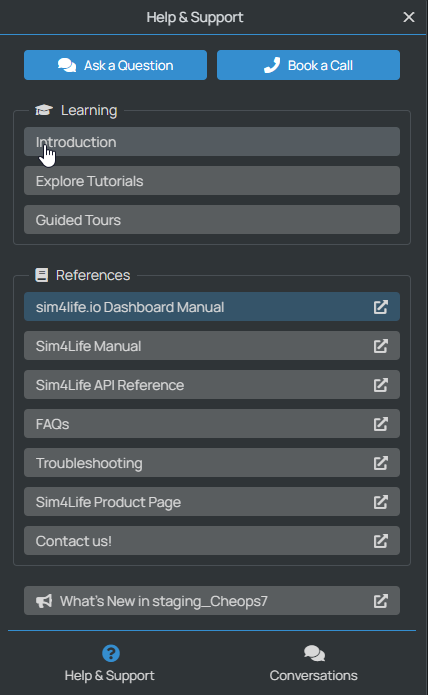 Help & Support
Ask a Question
Book a Call
Learning
Introduction
Explore Tutorials
Guided Tours
References
sim4life.io Dashboard Manual
Sim4Life Manual
Sim4Life API Reference
FAQs
Troubleshooting
Sim4Life Product Page
Contact us!
What's New in staging_Cheops7
Help & Support
Conversations